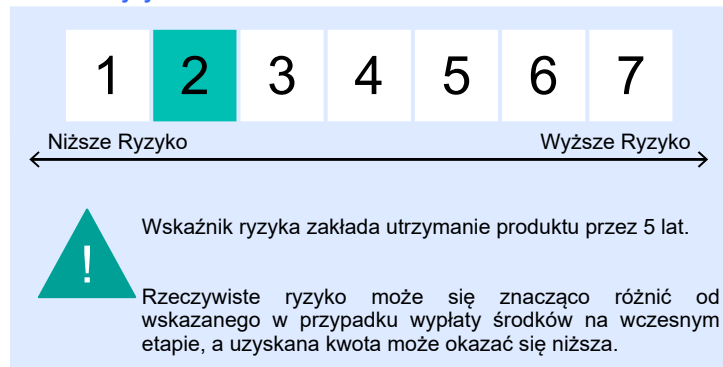 1 2 3 4 5 6 7
Niższe Ryzyko Wyższe Ryzyko
Wskaźnik ryzyka zakłada utrzymanie produktu przez 5 lat.
!
Rzeczywiste ryzyko może się znacząco różnić od
wskazanego w przypadku wypłaty środków na wczesnym
etapie, a uzyskana kwota może okazać się niższa.